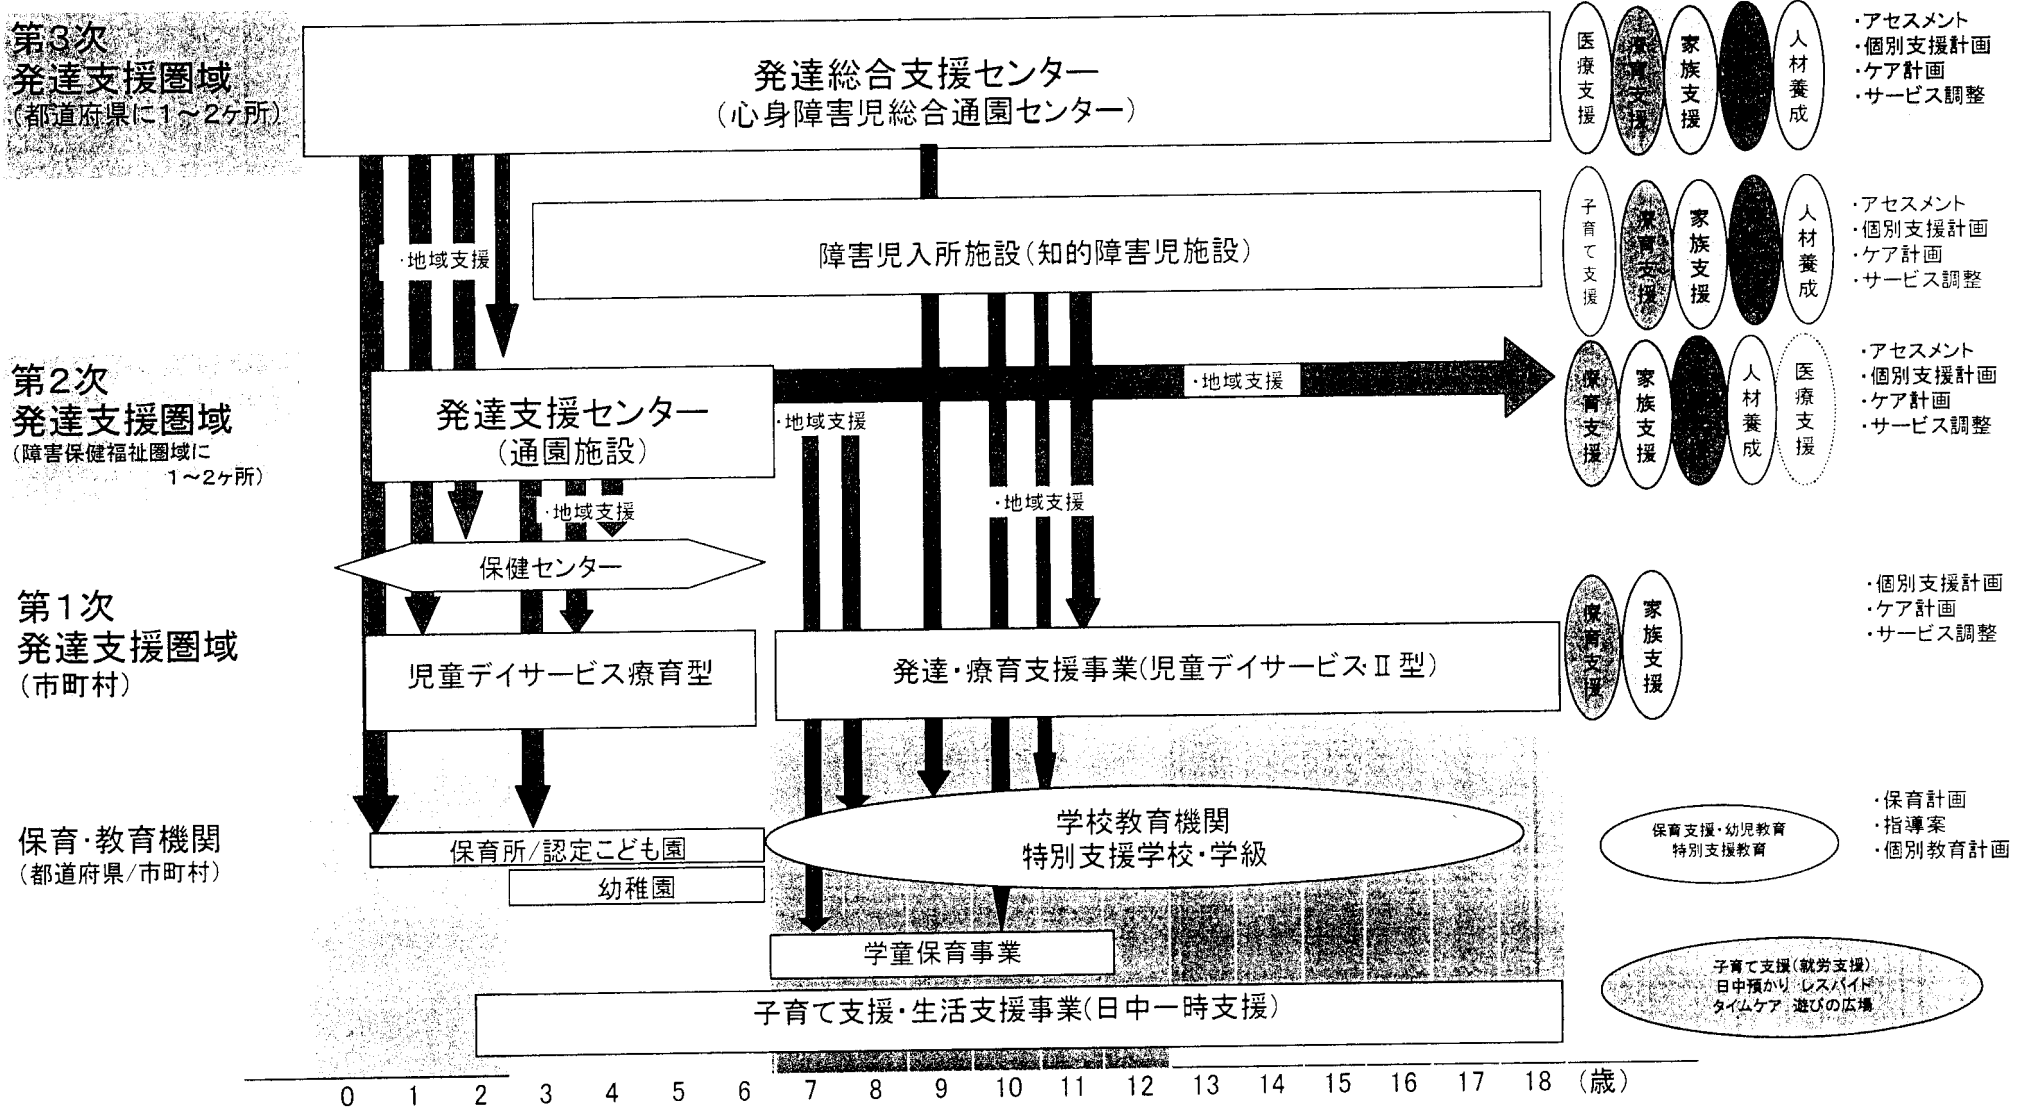 第3次
発達支援圏域
(都道府県に1～2ヶ所)
発達総合支援センター
(心身障害児総合通園センター)
医療支援
療育支援
家族支援
人材養成
・アセスメント
・個別支援計画
・ケア計画
・サービス調整
・地域支援
障害児入所施設(知的障害児施設)
子育て支援
療育支援
家族支援
人材養成
・アセスメント
・個別支援計画
・ケア計画
・サービス調整
第2次
発達支援圏域
(障害保健福祉圏域に
1～2ヶ所)
発達支援センター
(通園施設)
・地域支援
・地域支援
・地域支援
・地域支援
療育支援
家族支援
人材養成
医療支援
・アセスメント
・個別支援計画
・ケア計画
・サービス調整
保健センター
第1次
発達支援圏域
(市町村)
児童デイサービス療育型
発達・療育支援事業(児童デイサービス・Ⅱ型)
療育支援
家族支援
・個別支援計画
・ケア計画
・サービス調整
保育・教育機関
(都道府県/市町村)
保育所/認定こども園
幼稚園
学校教育機関
特別支援学校・学級
保育支援・幼児教育
特別支援教育
・保育計画
・指導案
・個別教育計画
学童保育事業
子育て支援・生活支援事業(日中一時支援)
子育て支援(就労支援)
日中預かり レスパイド
タイムケア 遊びの広場
0 1 2 3 4 5 6 7 8 9 10 11 12 13 14 15 16 17 18 (歳)